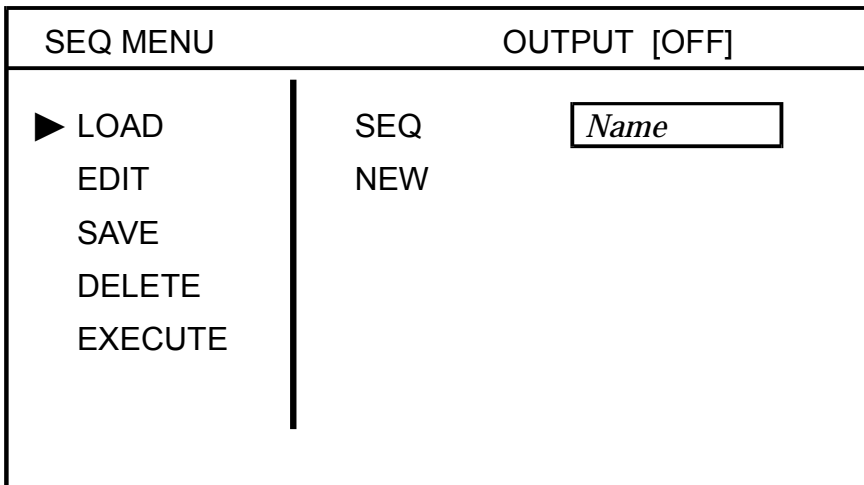 SEQ MENU OUTPUT [OFF]
LOAD SEQ Name
EDIT NEW
SAVE
DELETE
EXECUTE